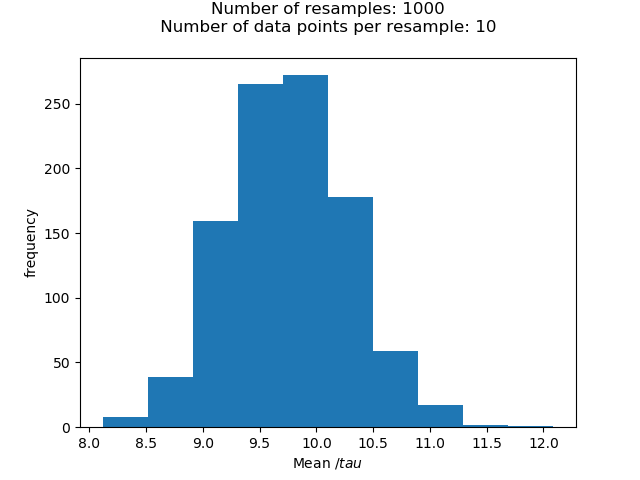 Number of resamples: 1000
Number of data points per resample: 10
frequency
250
200
150
100
50
0
8.0 8.5 9.0 9.5 10.0 10.5 11.0 11.5 12.0
Mean /tau